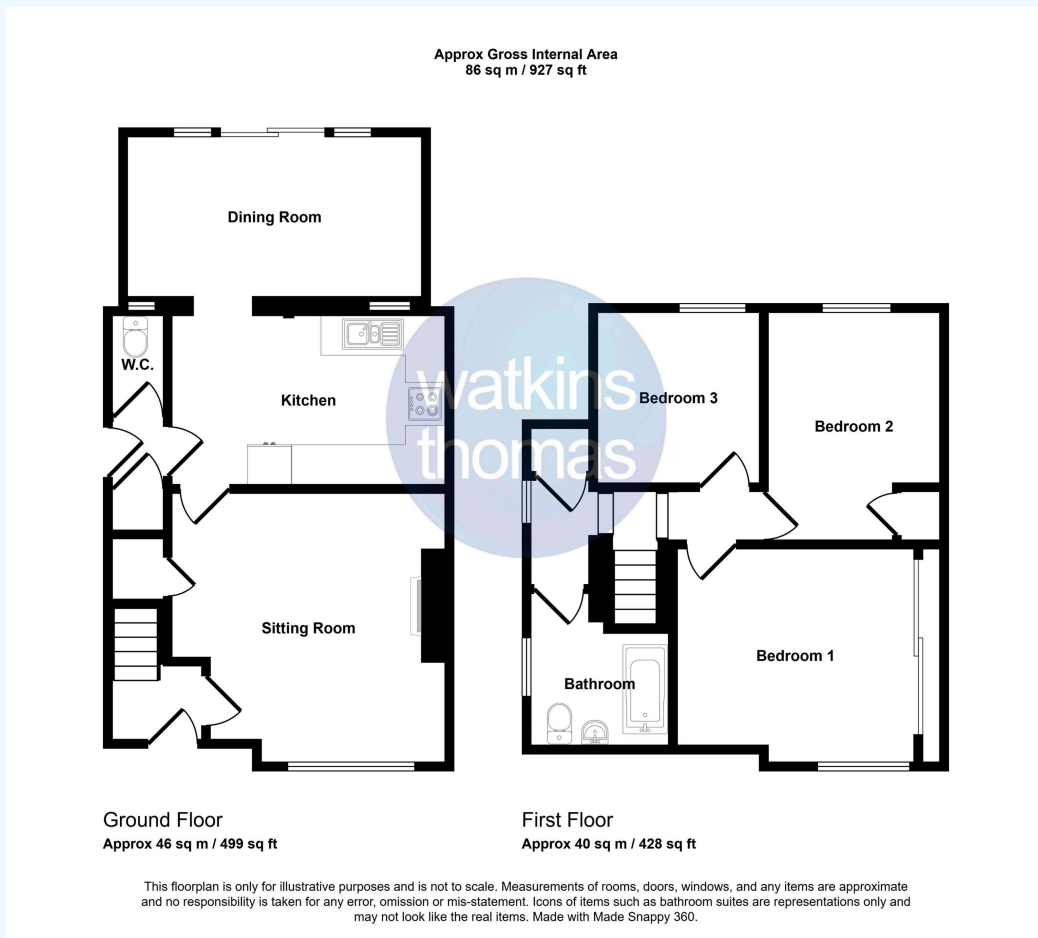 Approx Gross Internal Area
86 sq m / 927 sq ft
Dining Room
W.C.
Kitchen
Sitting Room
watkins
thomas
Bedroom 3
Bedroom 2
Bedroom 1
Bathroom
Ground Floor
Approx 46 sq m / 499 sq ft
First Floor
Approx 40 sq m / 428 sq ft
This floorplan is only for illustrative purposes and is not to scale. Measurements of rooms, doors, windows, and any items are approximate
and no responsibility is taken for any error, omission or mis-statement. Icons of items such as bathroom suites are representations only and
may not look like the real items. Made with Made Snappy 360.